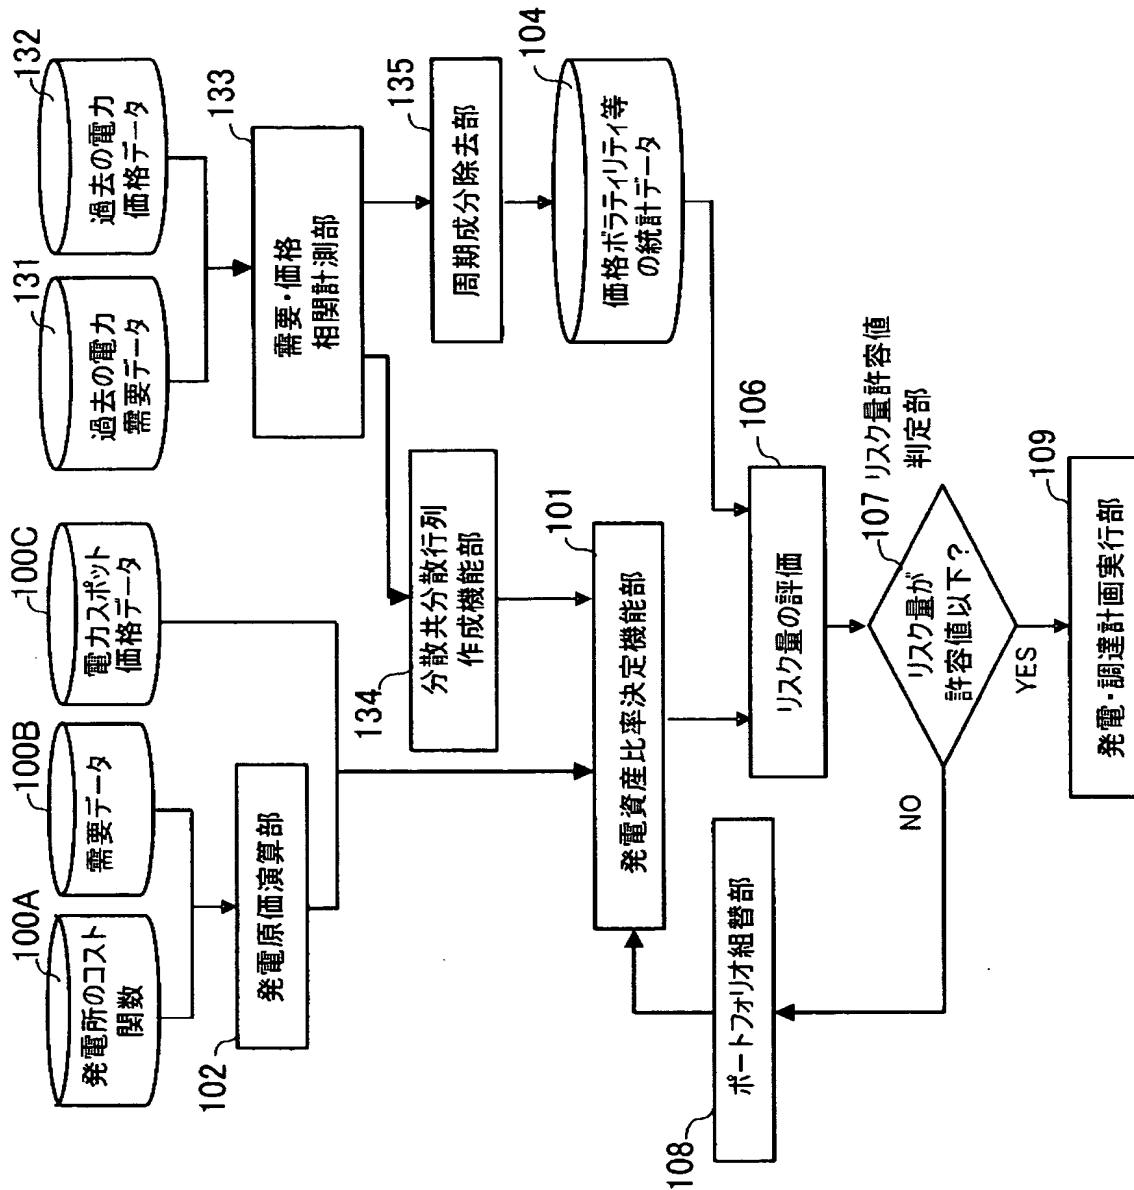 100A
発電所のコスト
関数
100B
需要データ
100C
電力スポット
価格データ
131
過去の電力
需要データ
132
過去の電力
価格データ
102
発電原価演算部
133
需要・価格
相関計測部
134
分散共分散行列
作成機能部
135
周期成分除去部
104
価格ボラティリティ等
の統計データ
101
発電資産比率決定機能部
106
リスク量の評価
108
ポートフォリオ組替部
107 リスク量許容値
判定部
リスク量が
許容値以下?
NO
YES
109
発電・調達計画実行部